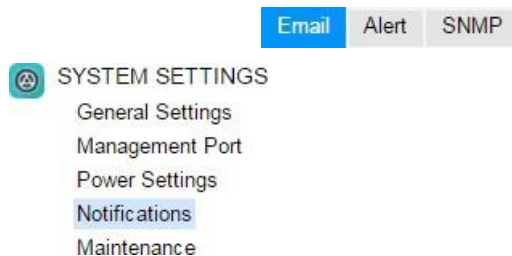 Email Alert SNMP
SYSTEM SETTINGS
General Settings
Management Port
Power Settings
Notifications
Maintenance